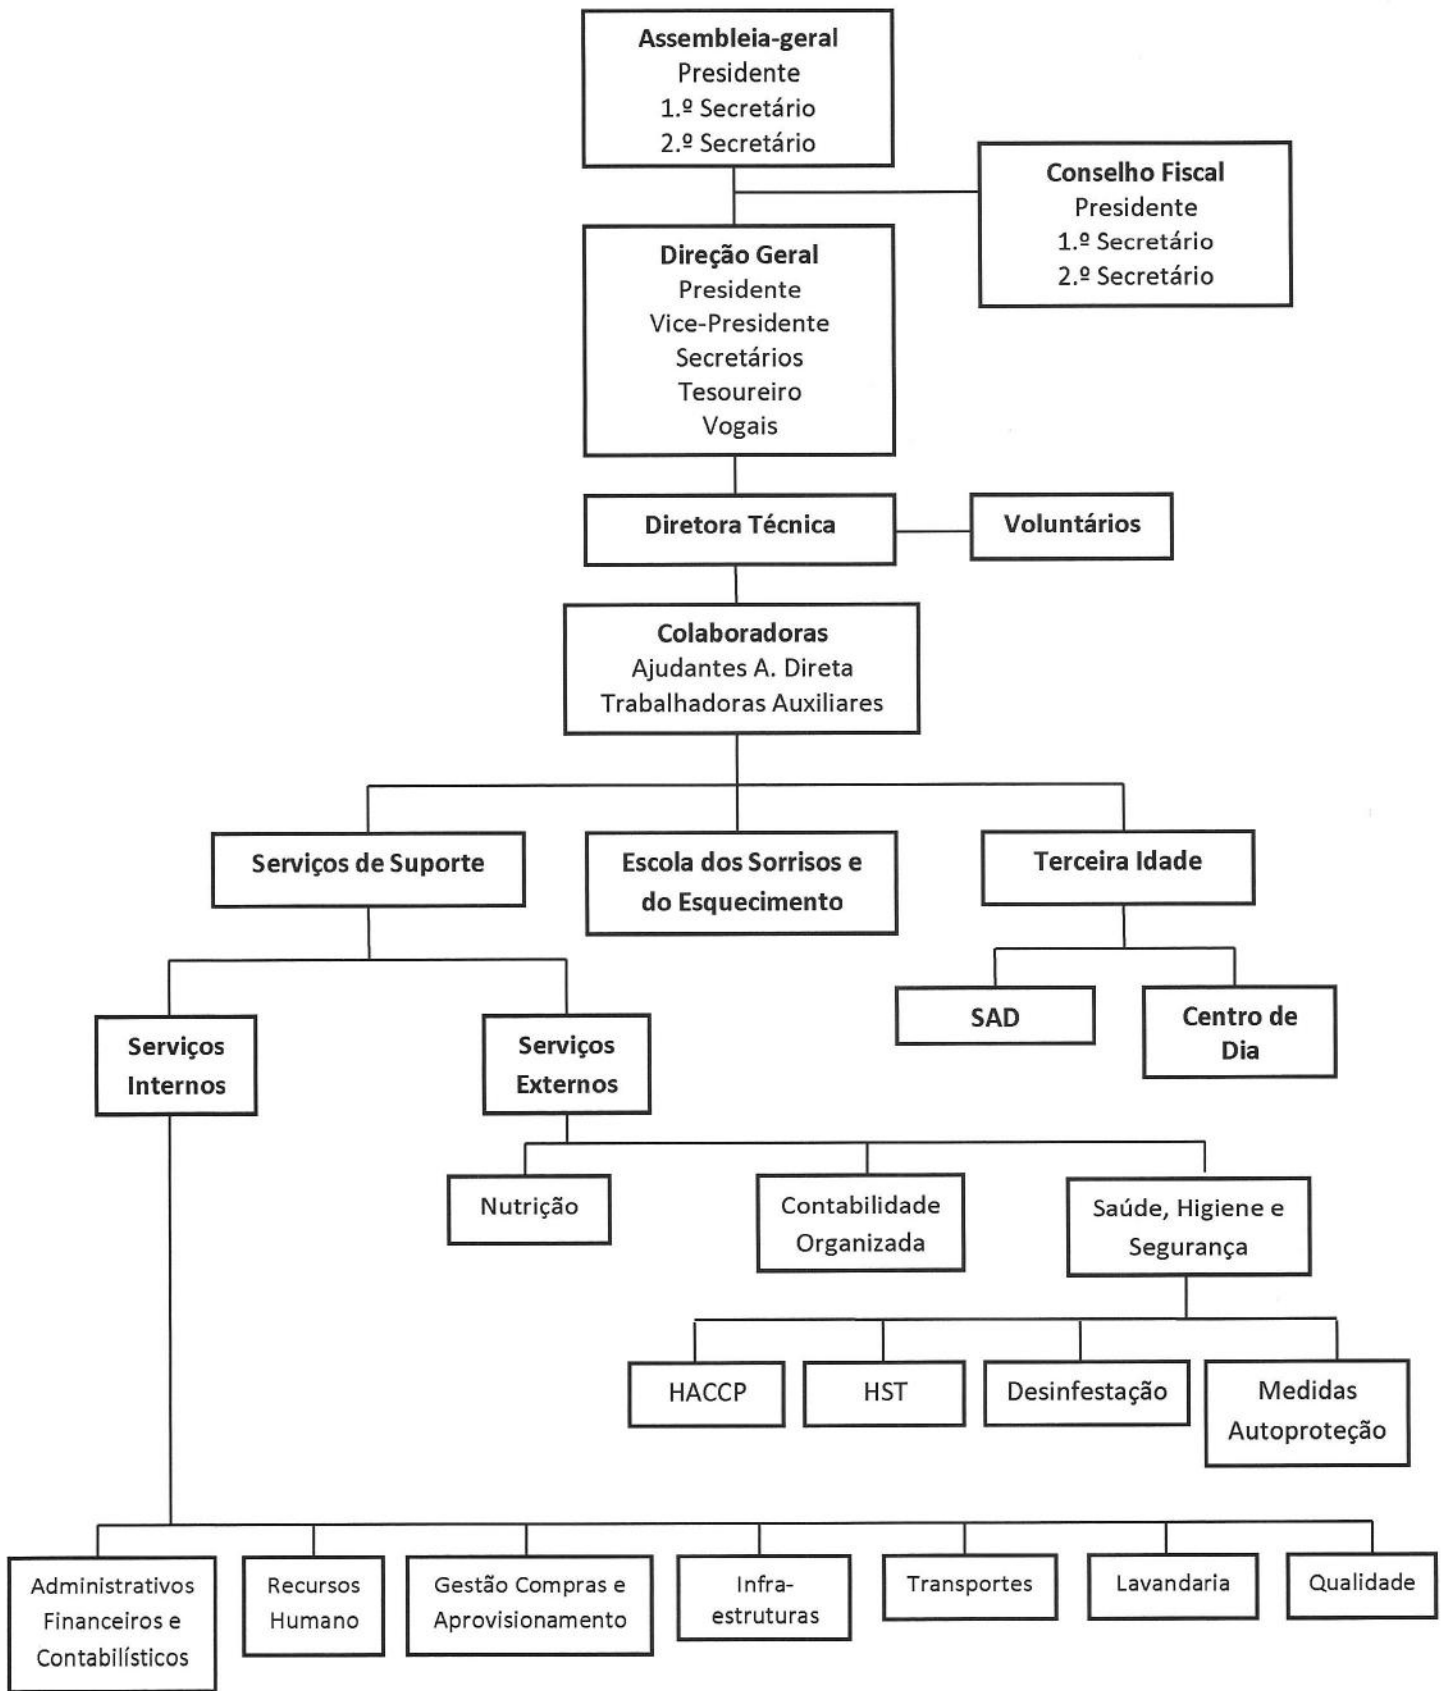 Assembleia-geral
Presidente
1.º Secretário
2.º Secretário
Conselho Fiscal
Presidente
1.º Secretário
2.º Secretário
Direção Geral
Presidente
Vice-Presidente
Secretários
Tesoureiro
Vogais
Diretora Técnica
Voluntários
Colaboradoras
Ajudantes A. Direta
Trabalhadoras Auxiliares
Serviços de Suporte
Escola dos Sorrisos e
do Esquecimento
Terceira Idade
SAD
Centro de
Dia
Serviços
Internos
Serviços
Externos
Nutrição
Contabilidade
Organizada
Saúde, Higiene e
Segurança
HACCP
HST
Desinfestação
Medidas
Autoproteção
Administrativos
Financeiros e
Contabilísticos
Recursos
Humano
Gestão Compras e
Aprovisionamento
Infra-
estruturas
Transportes
Lavandaria
Qualidade